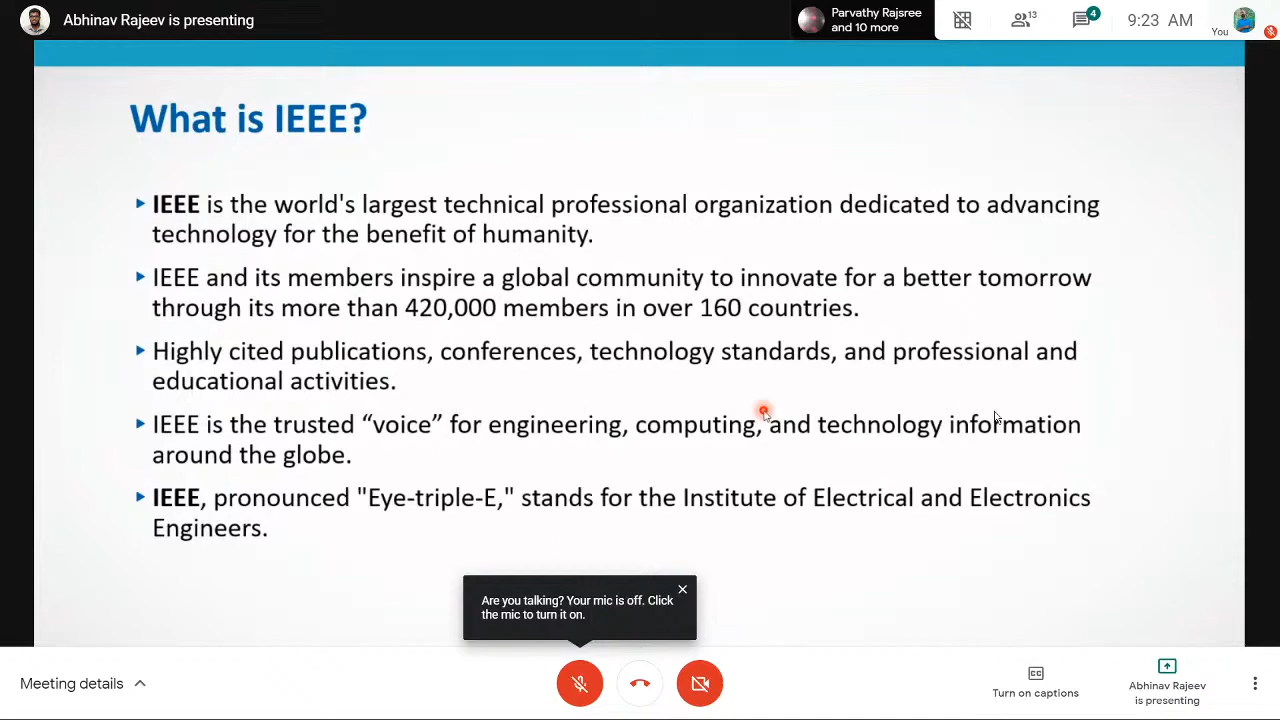 Abhinav Rajeev is presenting
Parvathy Rajsree
and 10 more
13
4
9:23 AM
You
What is IEEE?
IEEE is the world's largest technical professional organization dedicated to advancing
technology for the benefit of humanity.
IEEE and its members inspire a global community to innovate for a better tomorrow
through its more than 420,000 members in over 160 countries.
Highly cited publications, conferences, technology standards, and professional and
educational activities.
IEEE is the trusted “voice” for engineering, computing, and technology information
around the globe.
IEEE, pronounced "Eye-triple-E," stands for the Institute of Electrical and Electronics
Engineers.
Are you talking? Your mic is off. Click
the mic to turn it on.
Meeting details
CC
Turn on captions
Abhinav Rajeev
is presenting